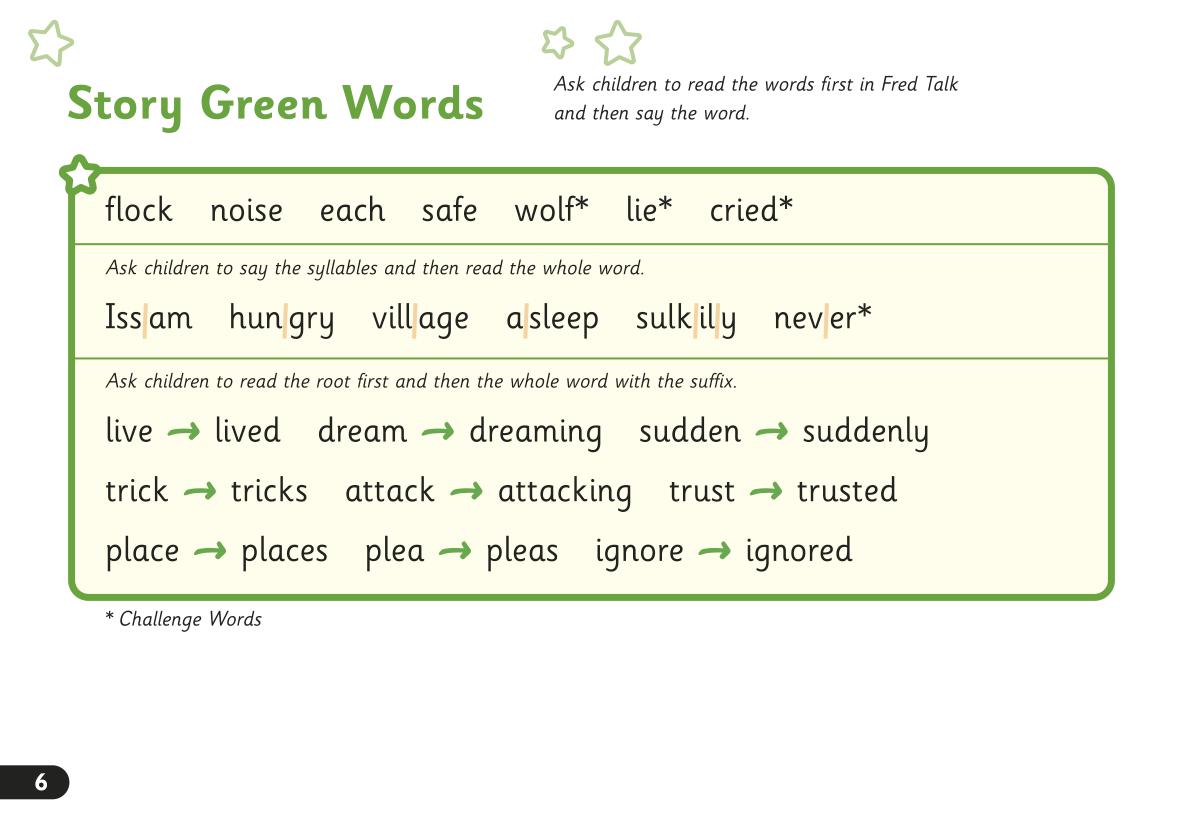 Story Green Words
Ask children to read the words first in Fred Talk
and then say the word.
flock noise each safe wolf* lie* cried*
Ask children to say the syllables and then read the whole word.
Iss|am hun|gry vill|age a|sleep sulk|il|y nev|er*
Ask children to read the root first and then the whole word with the suffix.
live → lived dream → dreaming sudden → suddenly
trick → tricks attack → attacking trust → trusted
place → places plea → pleas ignore → ignored
* Challenge Words
6